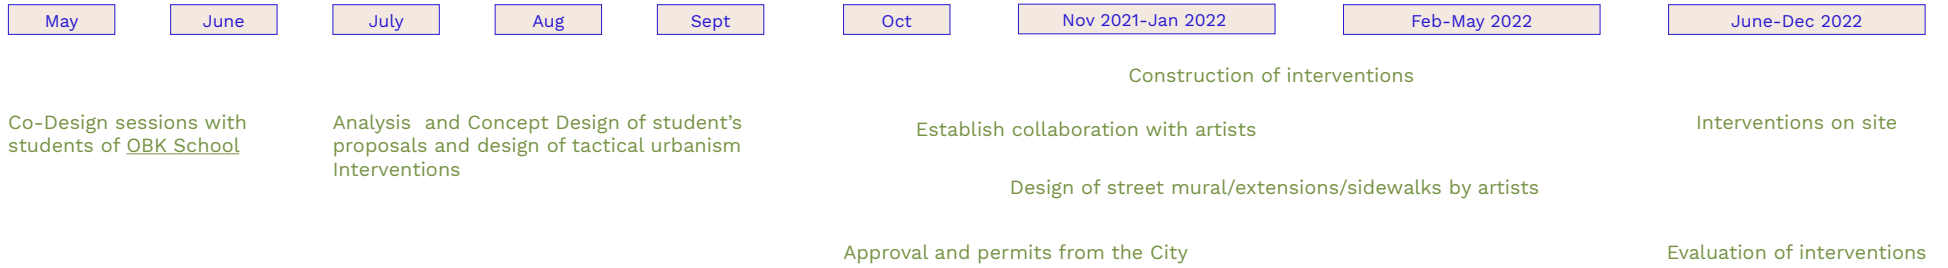 May June July Aug Sept Oct Nov 2021-Jan 2022 Feb-May 2022 June-Dec 2022
Construction of interventions
Co-Design sessions with
students of OBK School
Analysis and Concept Design of student’s
proposals and design of tactical urbanism
Interventions
Establish collaboration with artists
Interventions on site
Design of street mural/extensions/sidewalks by artists
Approval and permits from the City
Evaluation of interventions